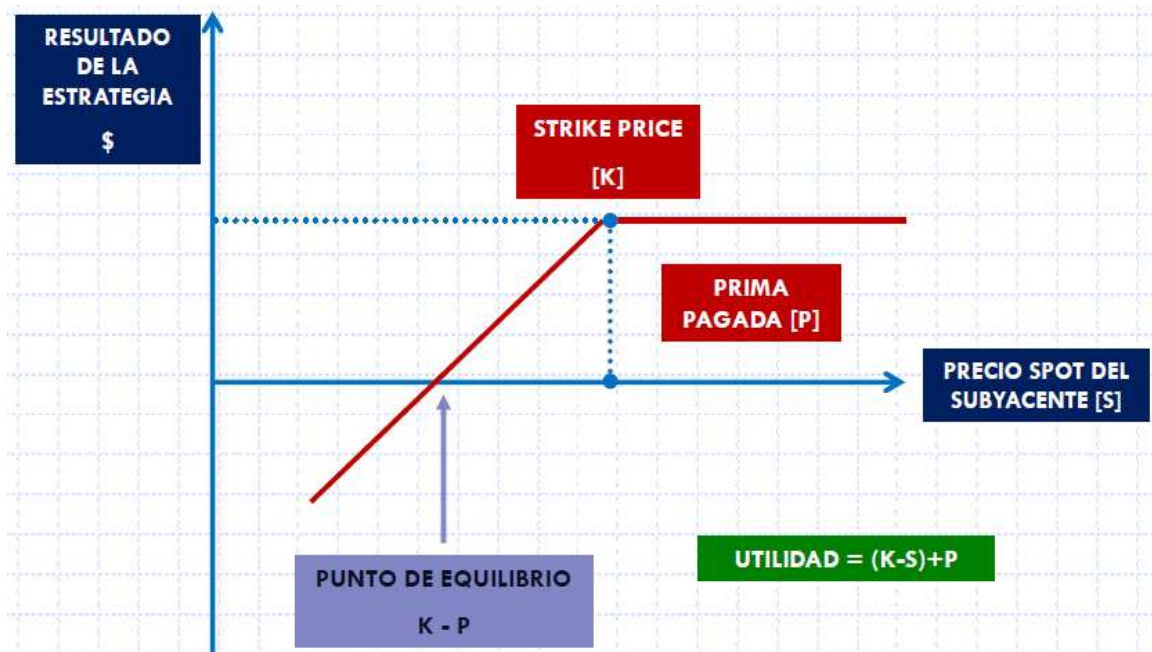 RESULTADO
DE LA
ESTRATEGIA
$
STRIKE PRICE
[K]
PRIMA
PAGADA [P]
PRECIO SPOT DEL
SUBYACENTE [S]
PUNTO DE EQUILIBRIO
K - P
UTILIDAD = (K-S)+P